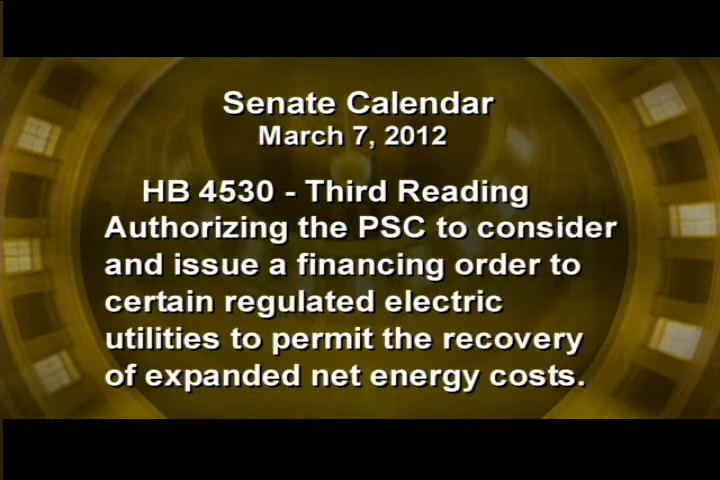 Senate Calendar
March 7, 2012
HB 4530 - Third Reading
Authorizing the PSC to consider
and issue a financing order to
certain regulated electric
utilities to permit the recovery
of expanded net energy costs.